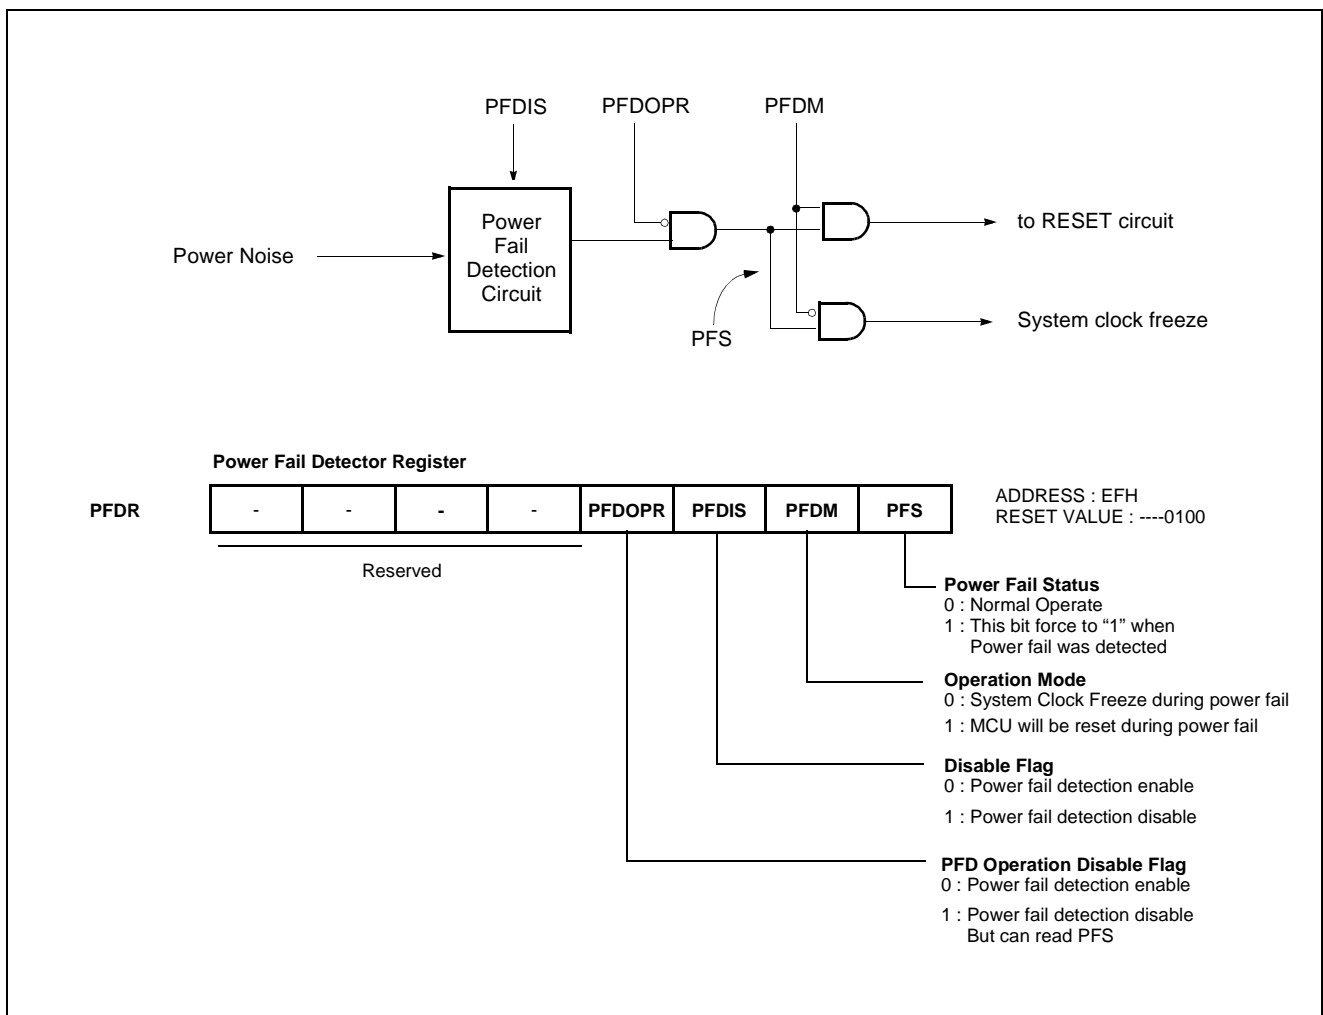 PFDIS PFDOPR PFDM
Power
Fail
Detection
Circuit
Power Noise
to RESET circuit
PFS
System clock freeze
Power Fail Detector Register
PFDR - - - - PFDOPR PFDIS PFDM PFS
ADDRESS : EFH
RESET VALUE : ----0100
Reserved
Power Fail Status
0 : Normal Operate
1 : This bit force to “1” when
Power fail was detected
Operation Mode
0 : System Clock Freeze during power fail
1 : MCU will be reset during power fail
Disable Flag
0 : Power fail detection enable
1 : Power fail detection disable
PFD Operation Disable Flag
0 : Power fail detection enable
1 : Power fail detection disable
But can read PFS